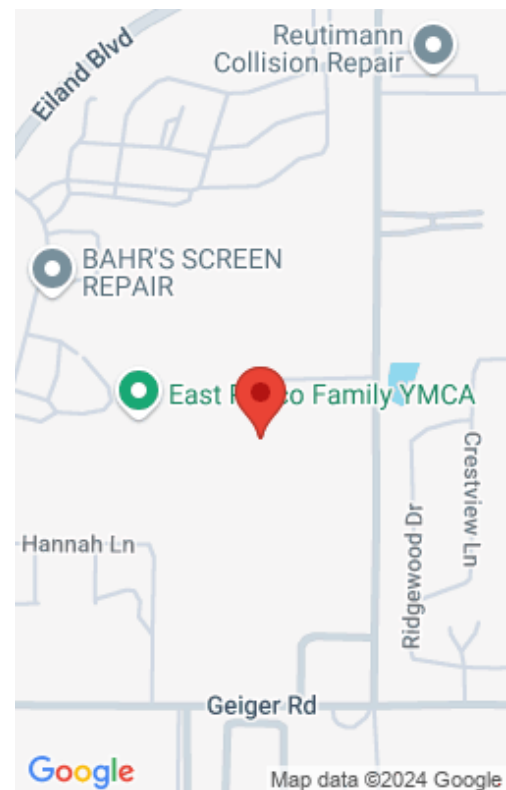 Eiland Blvd
Reutimann
Collision Repair
BAHR'S SCREEN
REPAIR
East co Family YMCA
Crestview Ln
Ridgewood Dr
Hannah Ln
Geiger Rd
Google
Map data ©2024 Google